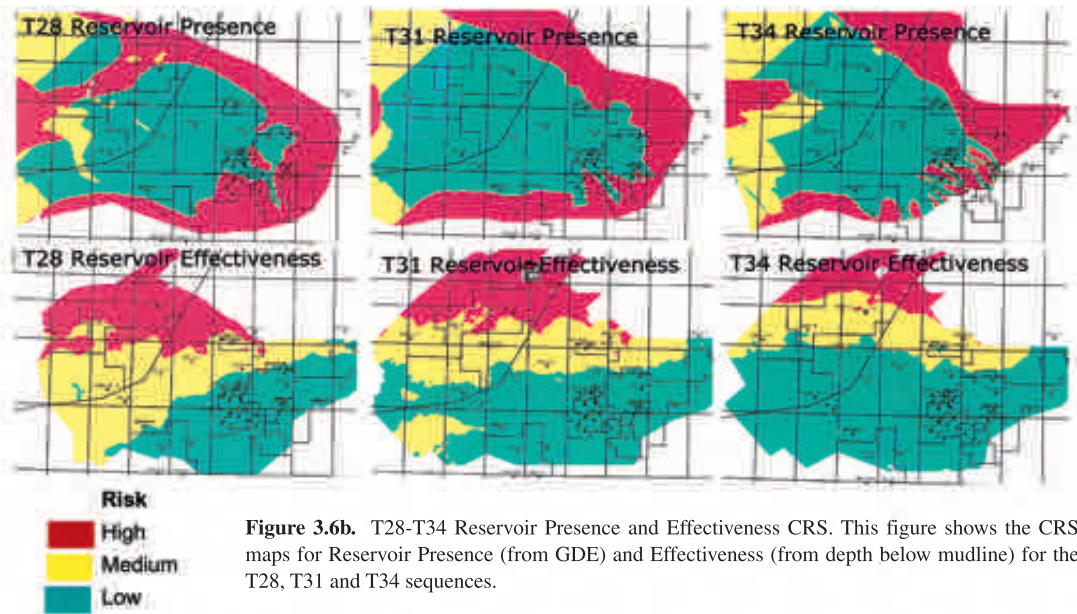 T28 Reservoir Presence
T31 Reservoir Presence
T34 Reservoir Presence
T28 Reservoir Effectiveness
T31 Reservoir Effectiveness
T34 Reservoir Effectiveness
Risk
High
Medium
Low
Figure 3.6b. T28-T34 Reservoir Presence and Effectiveness CRS. This figure shows the CRS
maps for Reservoir Presence (from GDE) and Effectiveness (from depth below mudline) for the
T28, T31 and T34 sequences.